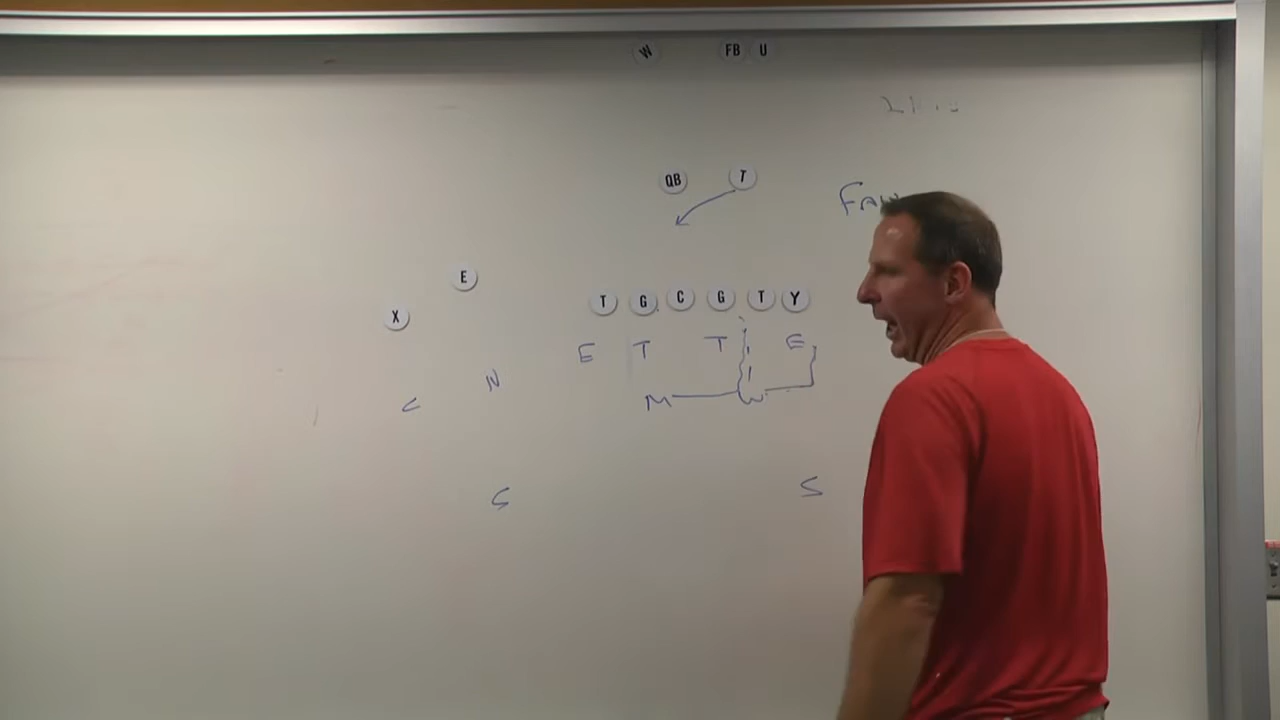 W FB U
QB T
E
X
T G C G T Y
E T T E
N
C M W
S S